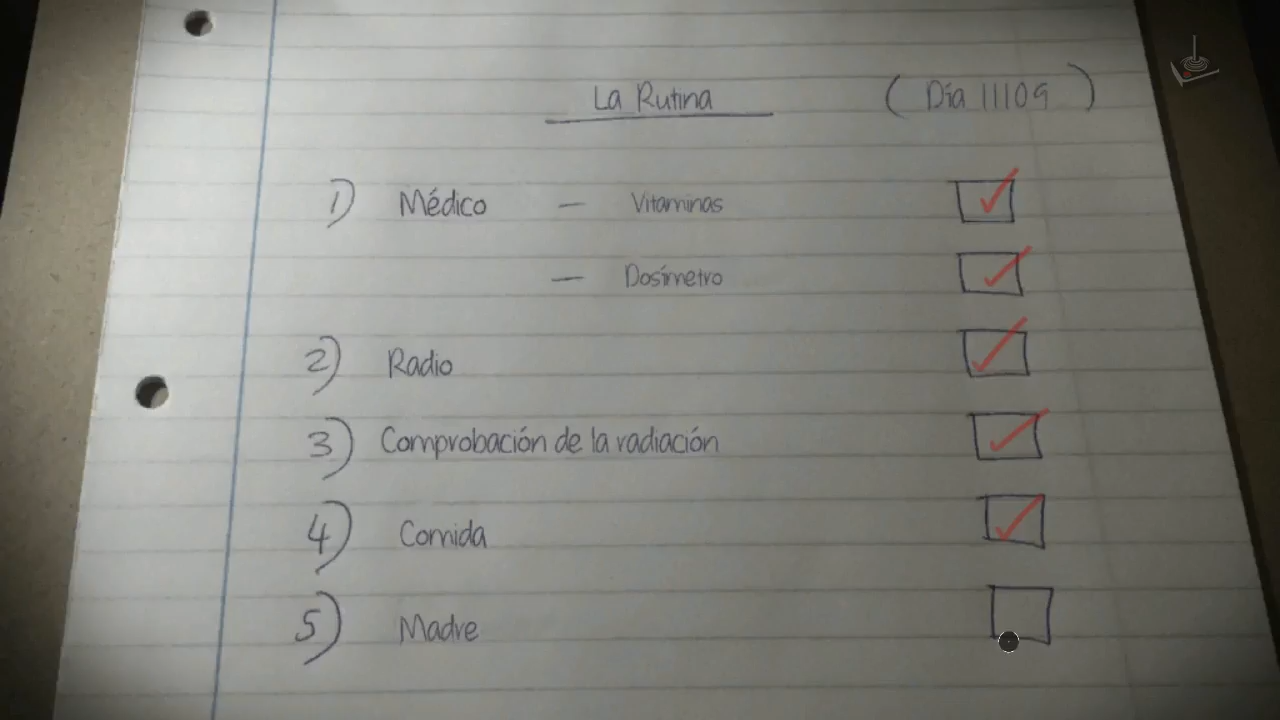 La Rutina (Día 11109)
1) Médico — Vitaminas
— Dosímetro
2) Radio
3) Comprobación de la radiación
4) Comida
5) Madre